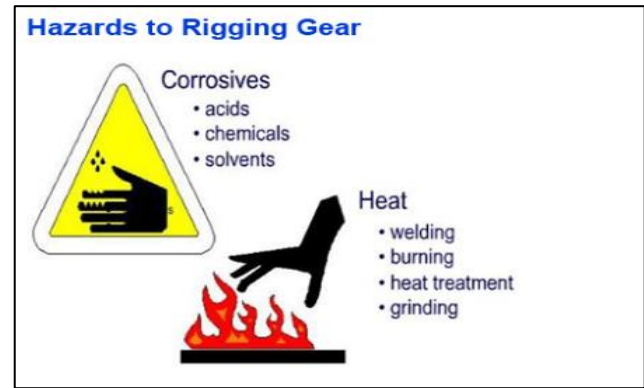 Hazards to Rigging Gear
Corrosives
• acids
• chemicals
• solvents
s
Heat
• welding
• burning
• heat treatment
• grinding